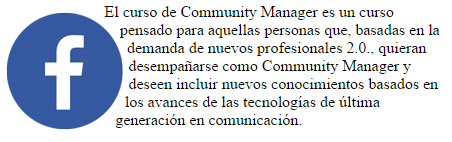 El curso de Community Manager es un curso
pensado para aquellas personas que, basadas en la
demanda de nuevos profesionales 2.0., quieran
desempañarse como Community Manager y
deseen incluir nuevos conocimientos basados en
los avances de las tecnologías de última
generación en comunicación.